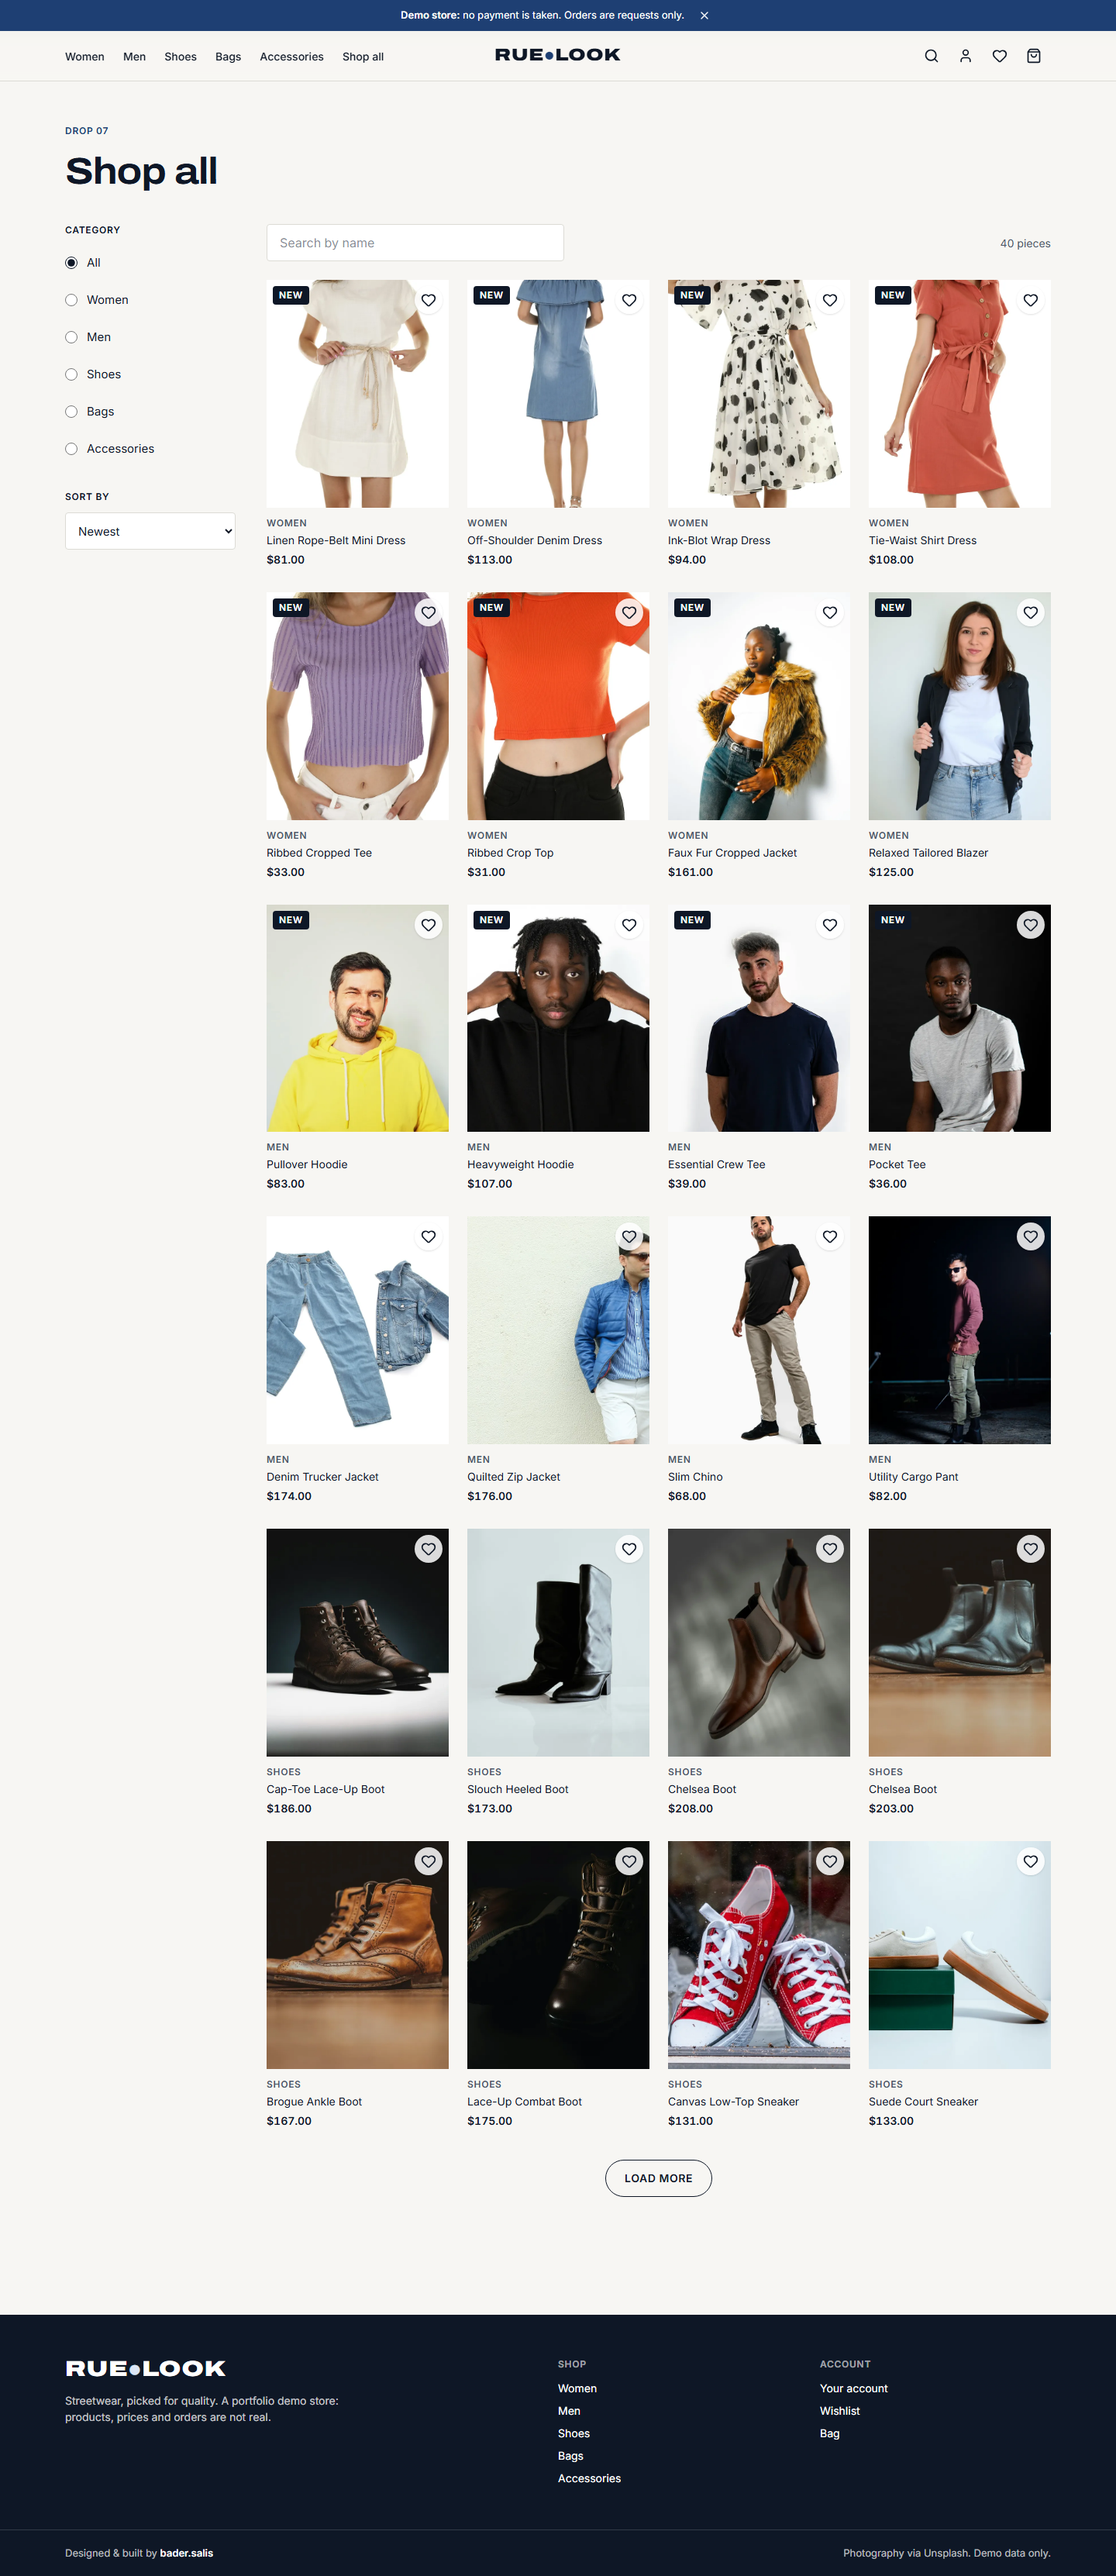 Demo store: no payment is taken. Orders are requests only.
Women Men Shoes Bags Accessories Shop all
RUE•LOOK
DROP 07
Shop all
CATEGORY
All
Women
Men
Shoes
Bags
Accessories
SORT BY
Newest
Search by name
40 pieces
NEW
WOMEN
Linen Rope-Belt Mini Dress
$81.00
NEW
WOMEN
Off-Shoulder Denim Dress
$113.00
NEW
WOMEN
Ink-Blot Wrap Dress
$94.00
NEW
WOMEN
Tie-Waist Shirt Dress
$108.00
NEW
WOMEN
Ribbed Cropped Tee
$33.00
NEW
WOMEN
Ribbed Crop Top
$31.00
NEW
WOMEN
Faux Fur Cropped Jacket
$161.00
NEW
WOMEN
Relaxed Tailored Blazer
$125.00
NEW
MEN
Pullover Hoodie
$83.00
NEW
MEN
Heavyweight Hoodie
$107.00
NEW
MEN
Essential Crew Tee
$39.00
NEW
MEN
Pocket Tee
$36.00
MEN
Denim Trucker Jacket
$174.00
MEN
Quilted Zip Jacket
$176.00
MEN
Slim Chino
$68.00
MEN
Utility Cargo Pant
$82.00
SHOES
Cap-Toe Lace-Up Boot
$186.00
SHOES
Slouch Heeled Boot
$173.00
SHOES
Chelsea Boot
$208.00
SHOES
Chelsea Boot
$203.00
SHOES
Brogue Ankle Boot
$167.00
SHOES
Lace-Up Combat Boot
$175.00
SHOES
Canvas Low-Top Sneaker
$131.00
SHOES
Suede Court Sneaker
$133.00
LOAD MORE
RUE•LOOK
Streetwear, picked for quality. A portfolio demo store:
products, prices and orders are not real.
SHOP
Women
Men
Shoes
Bags
Accessories
ACCOUNT
Your account
Wishlist
Bag
Designed & built by bader.salis
Photography via Unsplash. Demo data only.